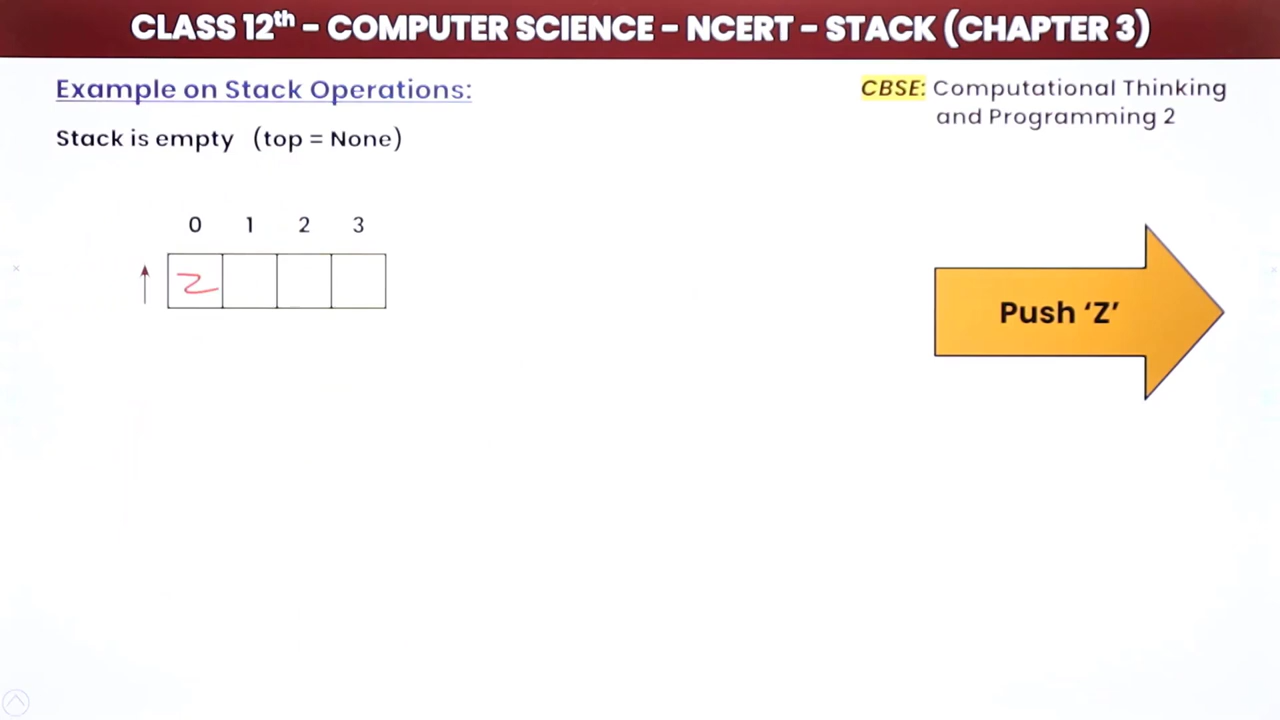 CLASS 12th – COMPUTER SCIENCE – NCERT – STACK (CHAPTER 3)
Example on Stack Operations:
CBSE: Computational Thinking
and Programming 2
Stack is empty (top = None)
0 1 2 3
Z
Push ‘Z’